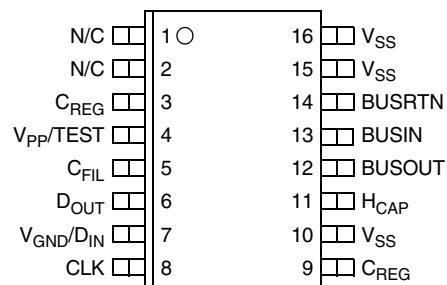 N/C 1 16 VSS
N/C 2 15 VSS
CREG 3 14 BUSRTN
VPP/TEST 4 13 BUSIN
CFIL 5 12 BUSOUT
DOUT 6 11 HCAP
VGND/DIN 7 10 VSS
CLK 8 9 CREG